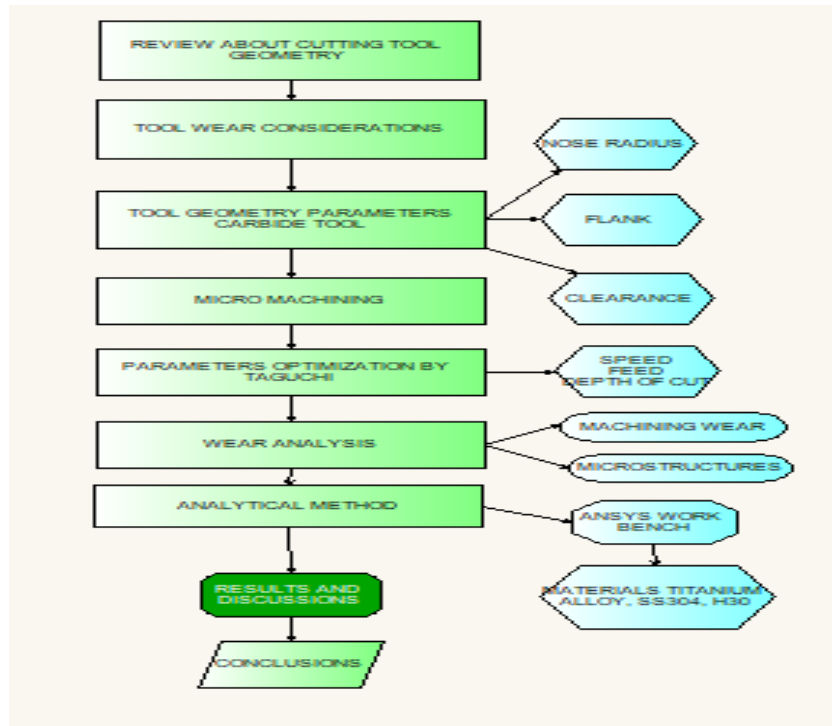 REVIEW ABOUT CUTTING TOOL
GEOMETRY
TOOL WEAR CONSIDERATIONS
NOSE RADIUS
TOOL GEOMETRY PARAMETERS
CARBIDE TOOL
FLANK
CLEARANCE
MICRO MACHINING
PARAMETERS OPTIMIZATION BY
TAGUCHI
SPEED
FEED
DEPTH OF CUT
WEAR ANALYSIS
MACHINING WEAR
MICROSTRUCTURES
ANALYTICAL METHOD
ANSYS WORK
BENCH
RESULTS AND
DISCUSSIONS
MATERIALS TITANIUM
ALLOY, SS304, H30
CONCLUSIONS